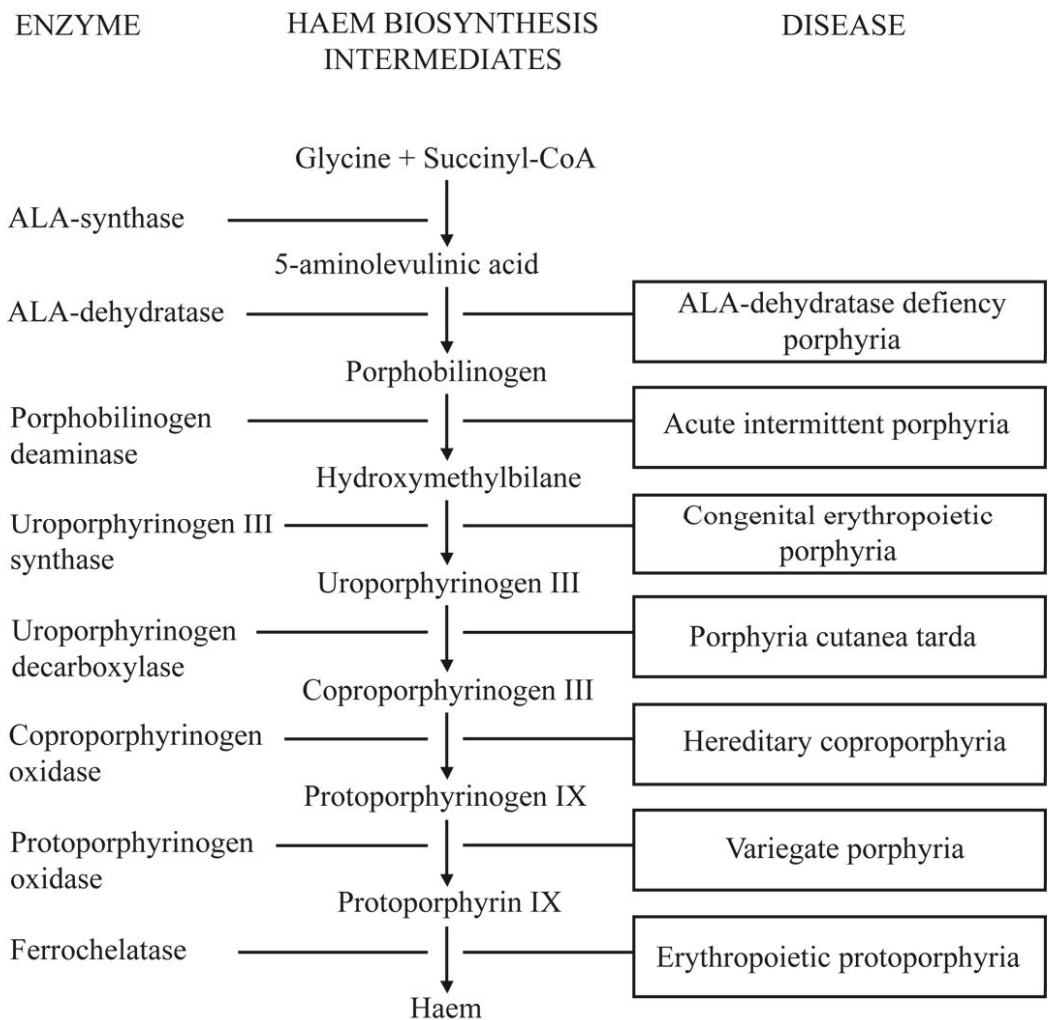 ENZYME
HAEM BIOSYNTHESIS
INTERMEDIATES
DISEASE
Glycine + Succinyl-CoA
ALA-synthase
5-aminolevulinic acid
ALA-dehydratase
ALA-dehydratase defiency
porphyria
Porphobilinogen
Porphobilinogen
deaminase
Acute intermittent porphyria
Hydroxymethylbilane
Uroporphyrinogen III
synthase
Congenital erythropoietic
porphyria
Uroporphyrinogen III
Uroporphyrinogen
decarboxylase
Porphyria cutanea tarda
Coproporphyrinogen III
Coproporphyrinogen
oxidase
Hereditary coproporphyria
Protoporphyrinogen IX
Protoporphyrinogen
oxidase
Variegate porphyria
Protoporphyrin IX
Ferrochelatase
Erythropoietic protoporphyria
Haem